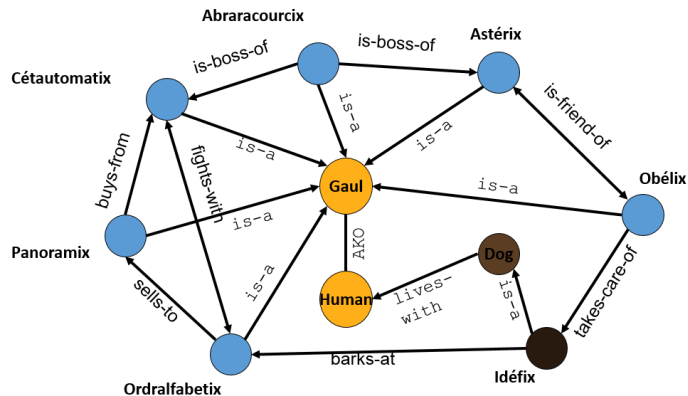 Abraracourcix
is-boss-of
is-boss-of
Astérix
Cétautomatix
is-a
is-friend-of
is-a
is-a
buys-from
fights-with
Gaul
is-a
Obélix
is-a
Panoramix
AKO
Dog
sells-to
is-a
Human
lives-
with
is-a
takes-care-of
barks-at
Idéfix
Ordralfabetix